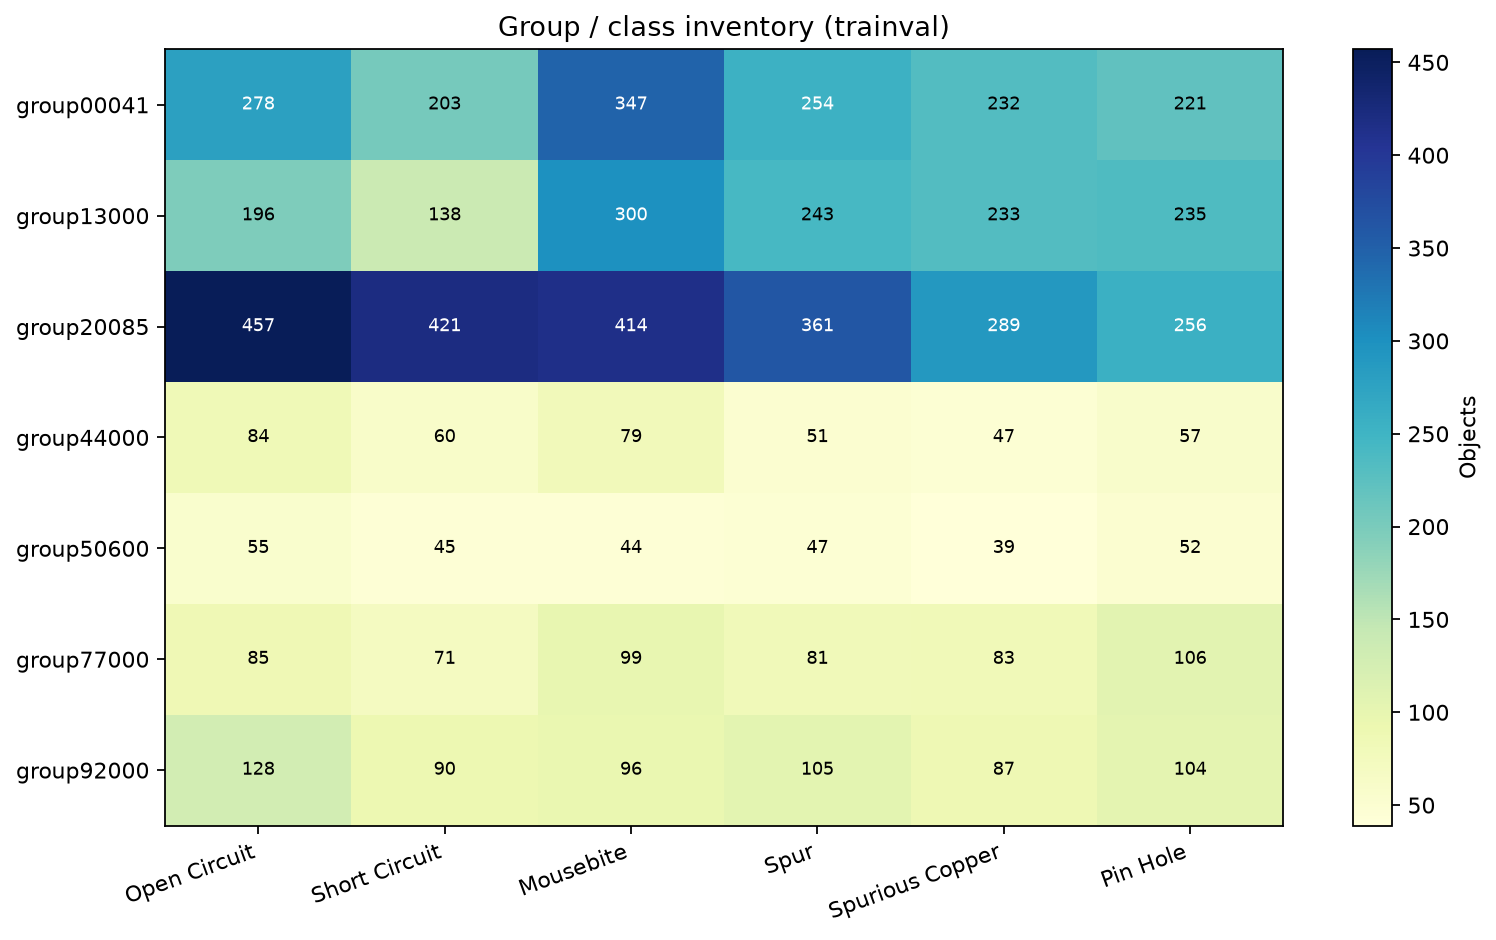 Group / class inventory (trainval)
group00041 278 203 347 254 232 221
group13000 196 138 300 243 233 235
group20085 457 421 414 361 289 256
group44000 84 60 79 51 47 57
group50600 55 45 44 47 39 52
group77000 85 71 99 81 83 106
group92000 128 90 96 105 87 104
Open Circuit Short Circuit Mousebite Spur Spurious Copper Pin Hole
450
400
350
300
250
200
150
100
50
Objects